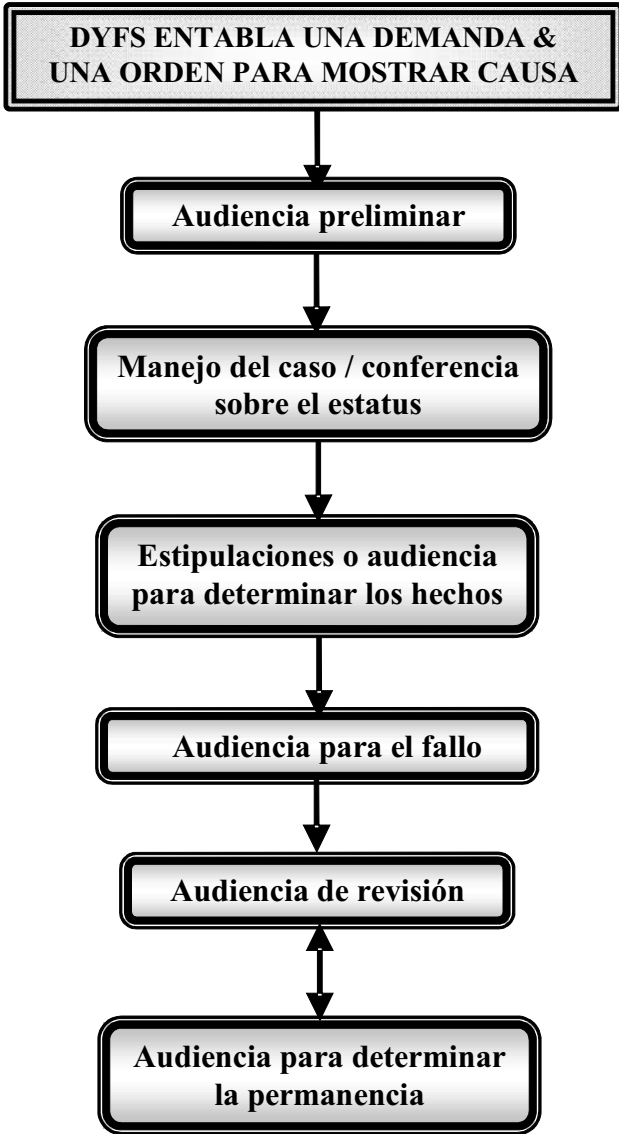 DYFS ENTABLA UNA DEMANDA &
UNA ORDEN PARA MOSTRAR CAUSA
Audiencia preliminar
Manejo del caso / conferencia
sobre el estatus
Estipulaciones o audiencia
para determinar los hechos
Audiencia para el fallo
Audiencia de revisión
Audiencia para determinar
la permanencia